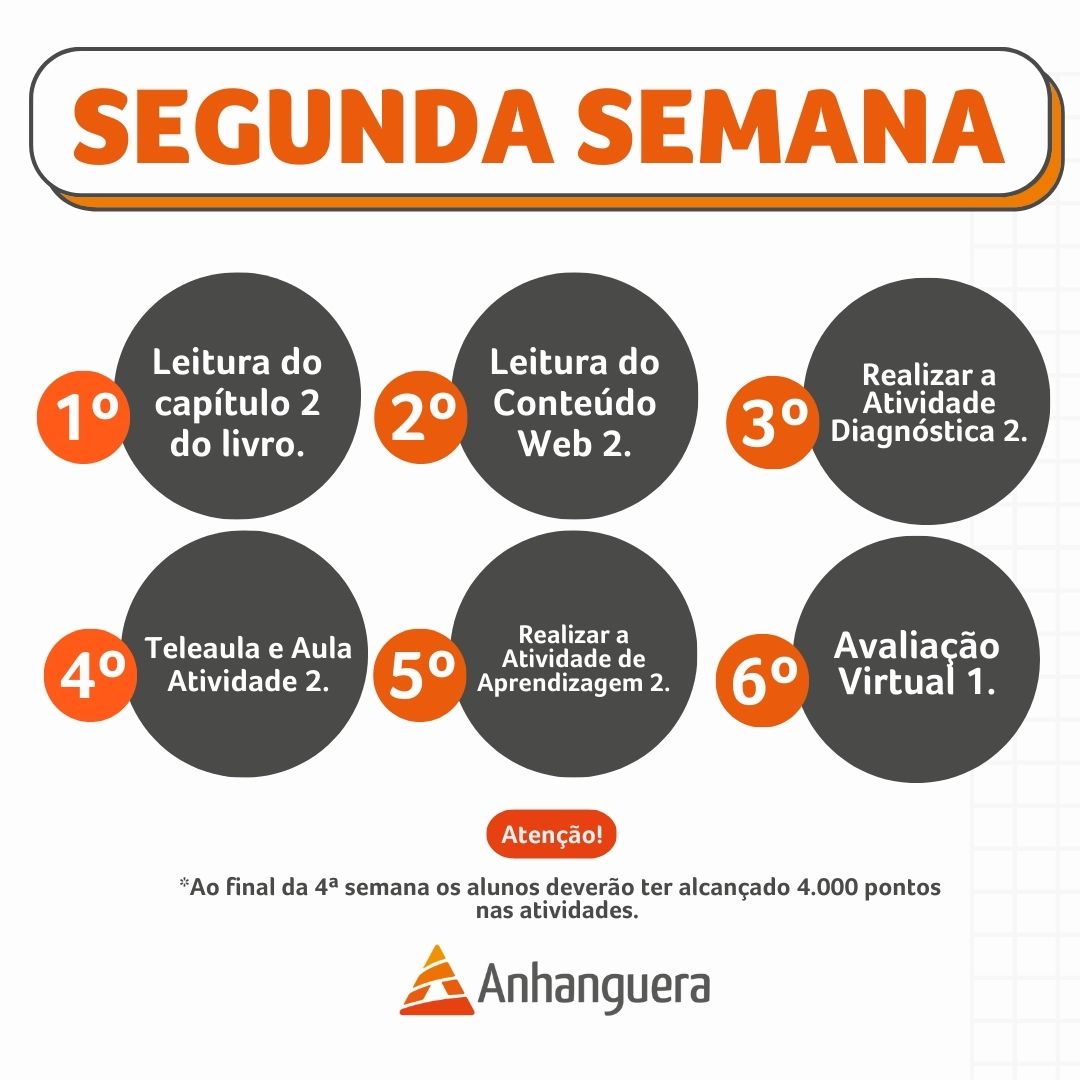 SEGUNDA SEMANA
1º
Leitura do
capítulo 2
do livro.
2º
Leitura do
Conteúdo
Web 2.
3º
Realizar a
Atividade
Diagnóstica 2.
4º
Teleaula e Aula
Atividade 2.
5º
Realizar a
Atividade de
Aprendizagem 2.
6º
Avaliação
Virtual 1.
Atenção!
*Ao final da 4ª semana os alunos deverão ter alcançado 4.000 pontos
nas atividades.
Anhanguera